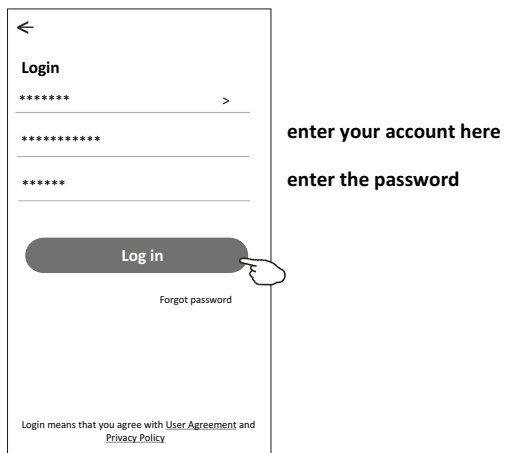 Login
******* >
***********
enter your account here
******
enter the password
Log in
Forgot password
Login means that you agree with User Agreement and
Privacy Policy